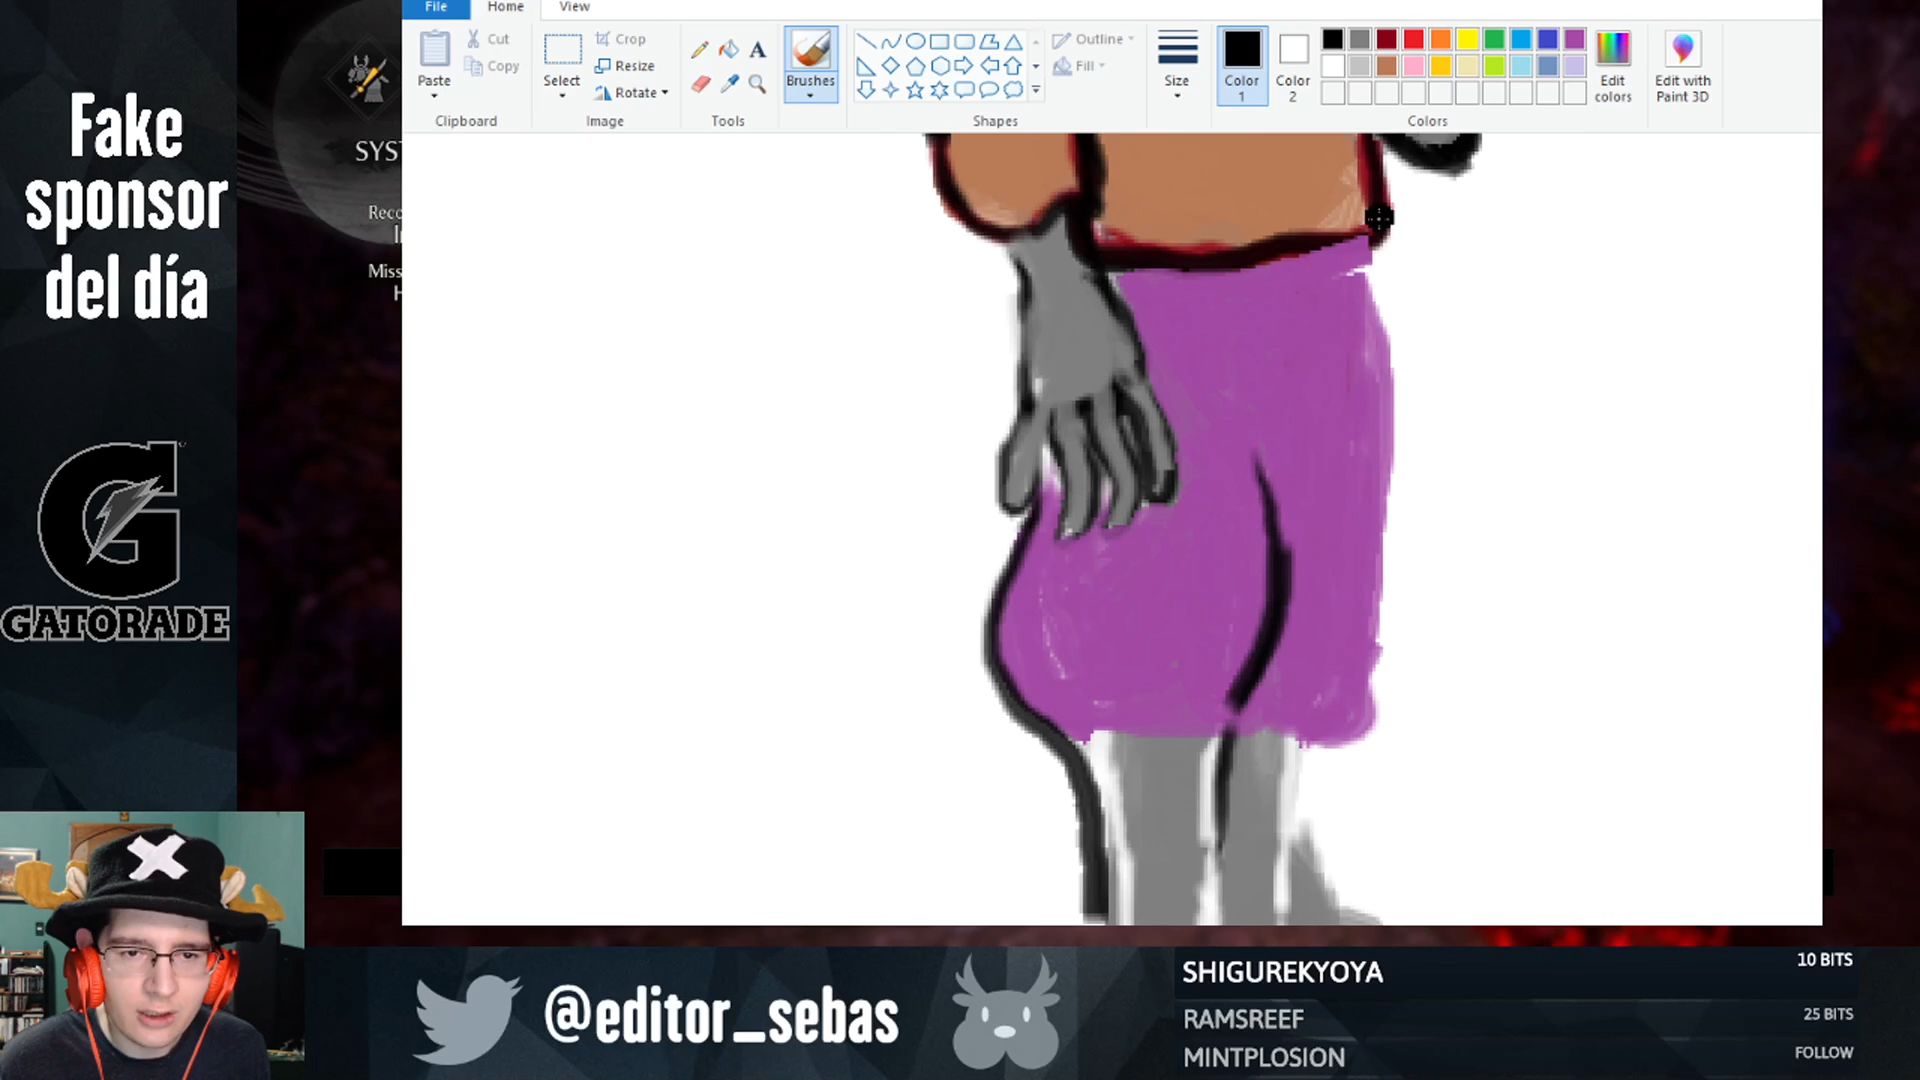 File
Home
View
Fake
sponsor
del día
GATORADE
SYS
Reco
Miss
Paste
Cut
Copy
Clipboard
Select
Crop
Resize
Rotate
Image
A
Tools
Brushes
Outline
Fill
Shapes
Size
Color
1
Color
2
Colors
Edit
colors
Edit with
Paint 3D
@editor_sebas
SHIGUREKYOYA
10 BITS
RAMSREEF
25 BITS
MINTPLOSION
FOLLOW